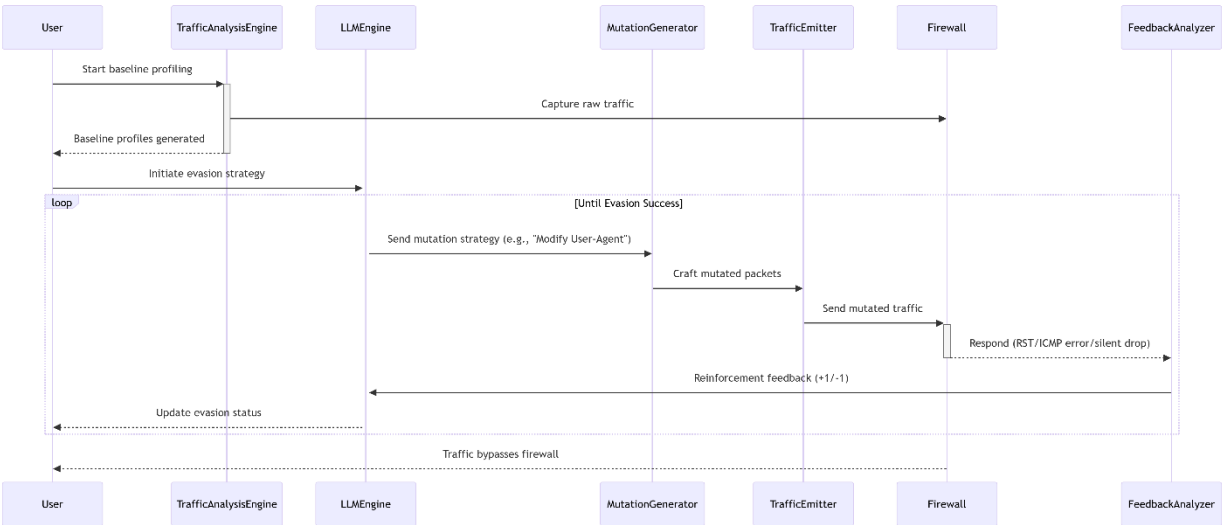 User TrafficAnalysisEngine LLMEngine MutationGenerator TrafficEmitter Firewall FeedbackAnalyzer
Start baseline profiling
Capture raw traffic
Baseline profiles generated
Initiate evasion strategy
loop [Until Evasion Success]
Send mutation strategy (e.g., "Modify User-Agent")
Craft mutated packets
Send mutated traffic
Respond (RST/ICMP error/silent drop)
Reinforcement feedback (+1/-1)
Update evasion status
Traffic bypasses firewall
User TrafficAnalysisEngine LLMEngine MutationGenerator TrafficEmitter Firewall FeedbackAnalyzer